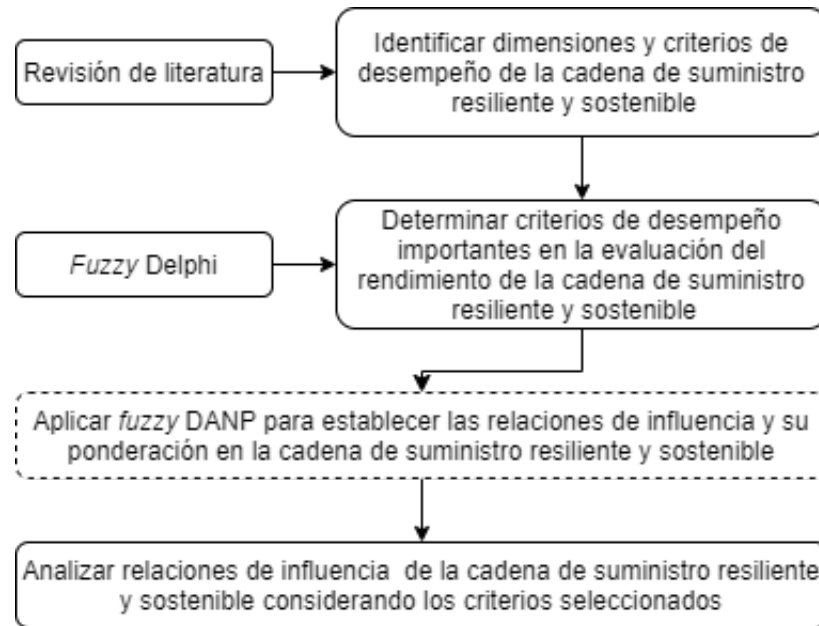 Revisión de literatura
Identificar dimensiones y criterios de
desempeño de la cadena de suministro
resiliente y sostenible
Fuzzy Delphi
Determinar criterios de desempeño
importantes en la evaluación del
rendimiento de la cadena de suministro
resiliente y sostenible
Aplicar fuzzy DANP para establecer las relaciones de influencia y su
ponderación en la cadena de suministro resiliente y sostenible
Analizar relaciones de influencia de la cadena de suministro resiliente
y sostenible considerando los criterios seleccionados